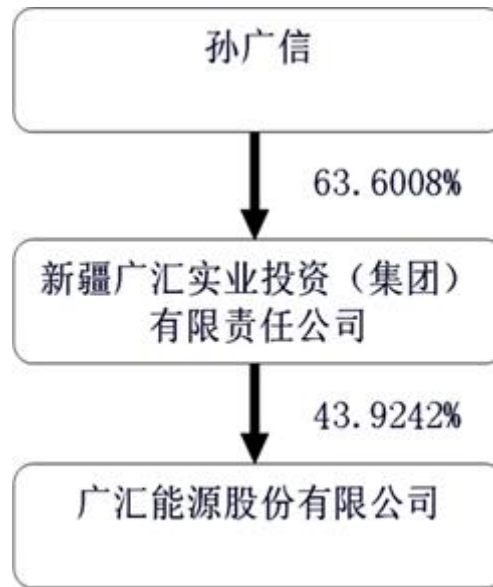 孙广信
63.6008%
新疆广汇实业投资（集团）
有限责任公司
43.9242%
广汇能源股份有限公司